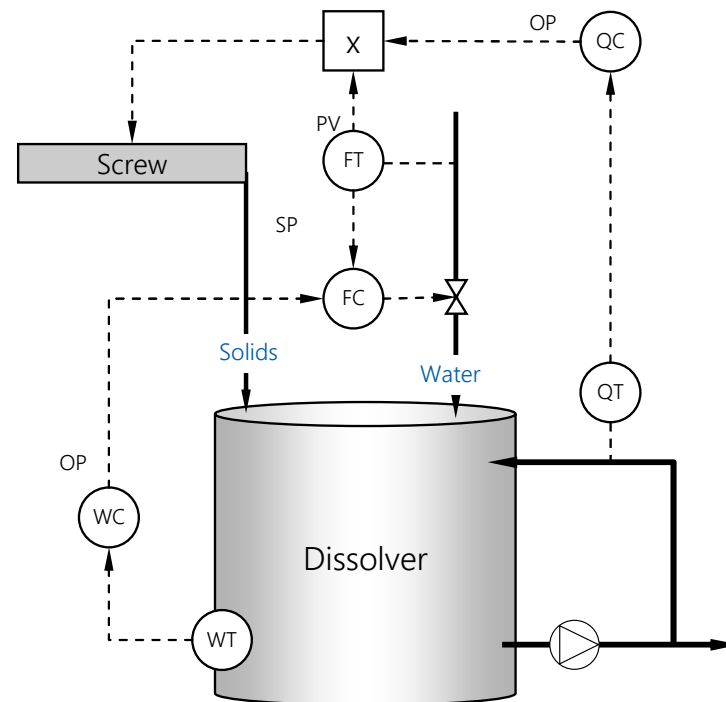 OP
X
QC
PV
Screw
FT
SP
FC
Solids
Water
QT
OP
WC
Dissolver
WT